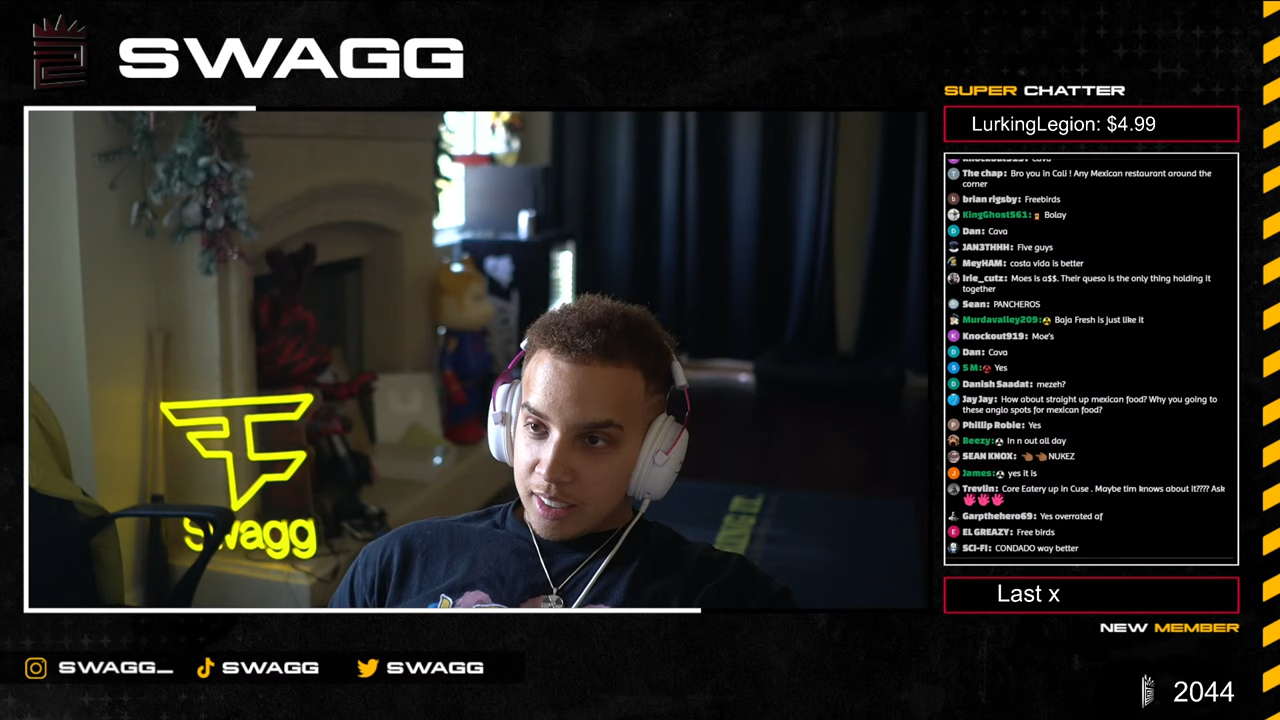 SWAGG
SUPER CHATTER
LurkingLegion: $4.99
Knockout919: Cava
The chap: Bro you in Cali ! Any Mexican restaurant around the
corner
brian rigsby: Freebirds
KingGhost561: Bolay
Dan: Cava
JAN3THHH: Five guys
MeyHAM: costa vida is better
Irie_cutz: Moes is a$$. Their queso is the only thing holding it
together
Sean: PANCHEROS
Murdavalley209: Baja Fresh is just like it
Knockout919: Moe's
Dan: Cava
S M: Yes
Danish Saadat: mezeh?
Jay Jay: How about straight up mexican food? Why you going to
these anglo spots for mexican food?
Phillip Robie: Yes
Beezy: In n out all day
SEAN KNOX: 👈🏾👈🏾NUKEZ
James: yes it is
Trevlin: Core Eatery up in Cuse . Maybe tim knows about it???? Ask
Garpthehero69: Yes overrated af
EL GREAZY: Free birds
SCI-FI: CONDADO way better
Swagg
Last x
NEW MEMBER
SWAGG_ SWAGG SWAGG
2044